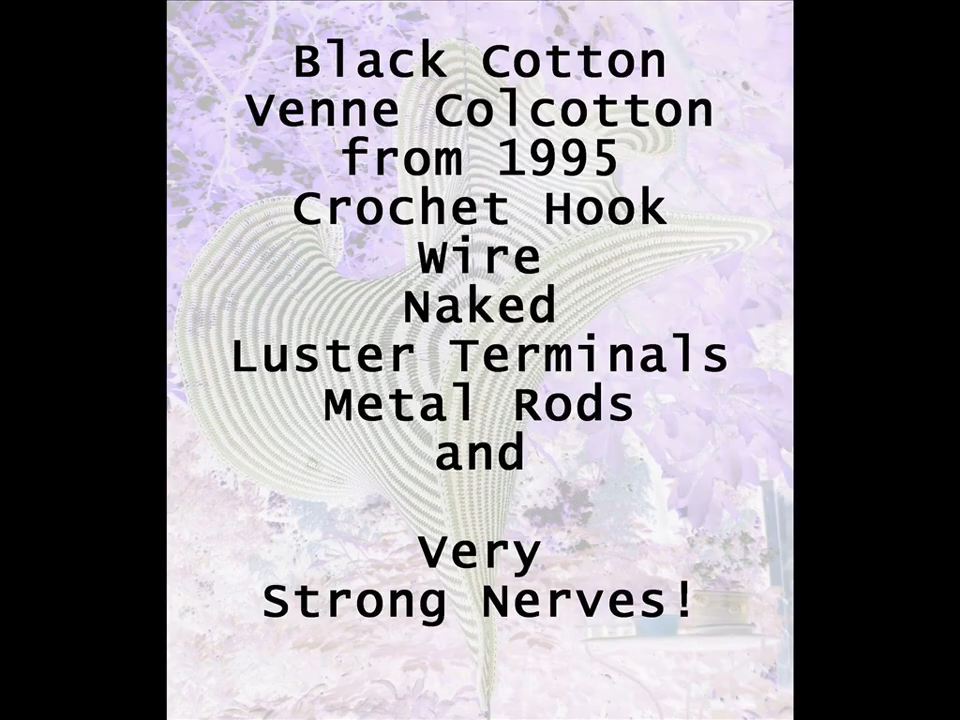 Black Cotton
Venne Colcotton
from 1995
Crochet Hook
Wire
Naked
Luster Terminals
Metal Rods
and
Very
Strong Nerves!